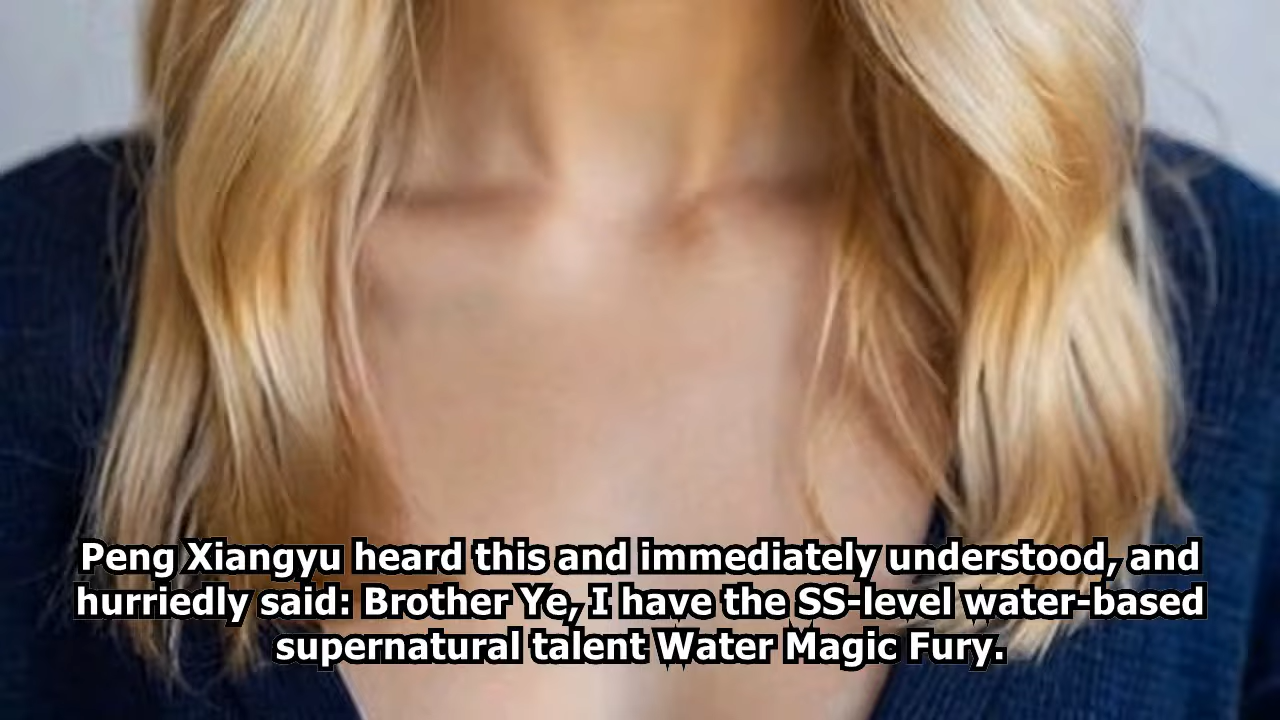 Peng Xiangyu heard this and immediately understood, and
hurriedly said: Brother Ye, I have the SS-level water-based
supernatural talent Water Magic Fury.